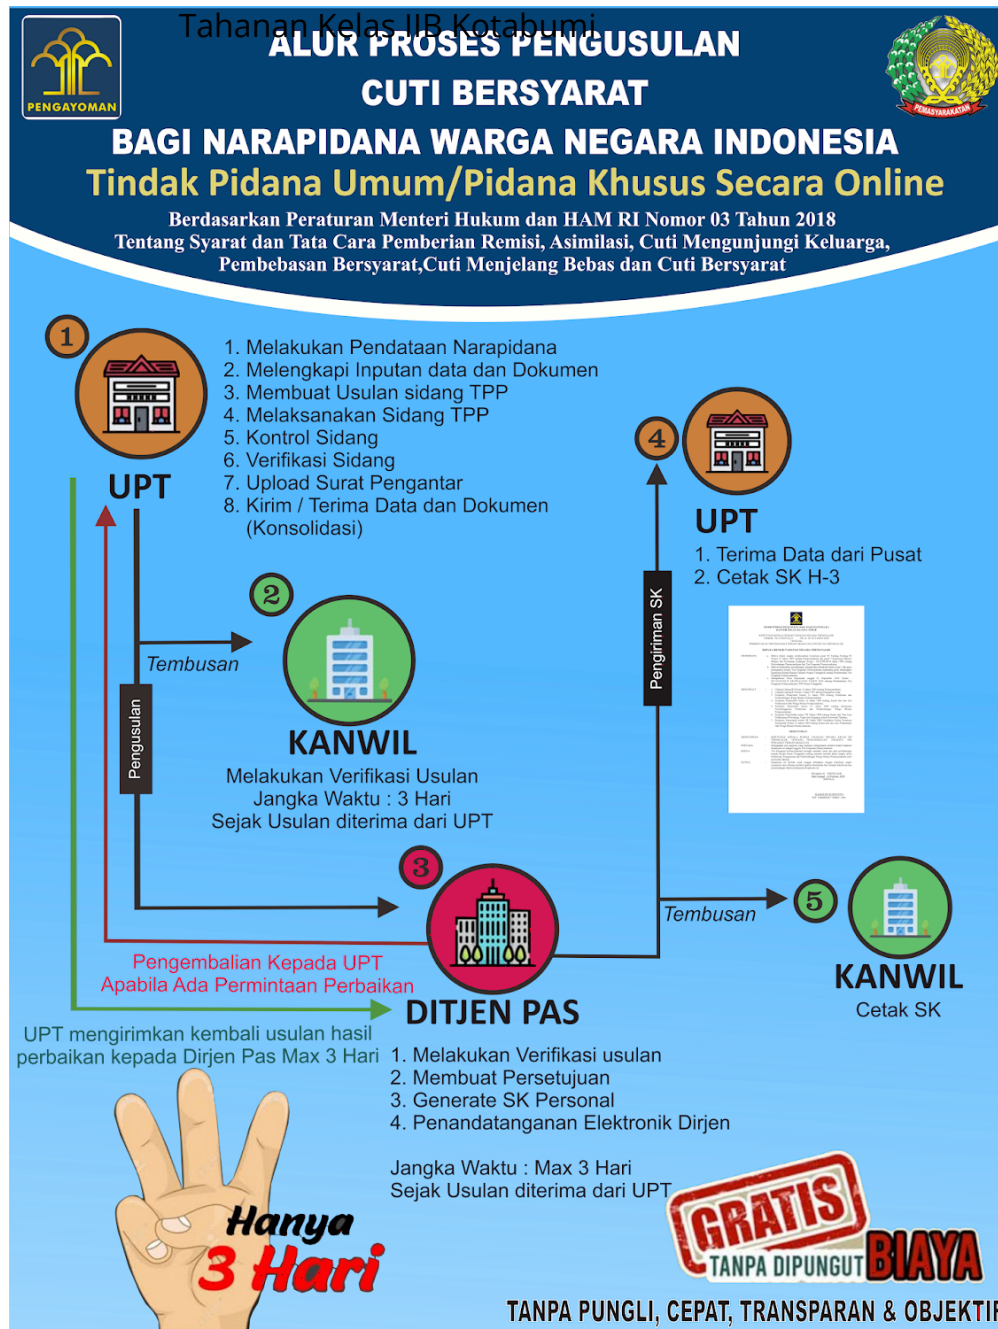 Tahanan Kelas IIB Kotabumi
ALUR PROSES PENGUSULAN
CUTI BERSYARAT
BAGI NARAPIDANA WARGA NEGARA INDONESIA
Tindak Pidana Umum/Pidana Khusus Secara Online
Berdasarkan Peraturan Menteri Hukum dan HAM RI Nomor 03 Tahun 2018
Tentang Syarat dan Tata Cara Pemberian Remisi, Asimilasi, Cuti Mengunjungi Keluarga,
Pembebasan Bersyarat,Cuti Menjelang Bebas dan Cuti Bersyarat
PENGAYOMAN
PEMASYARAKATAN
1
UPT
1. Melakukan Pendataan Narapidana
2. Melengkapi Inputan data dan Dokumen
3. Membuat Usulan sidang TPP
4. Melaksanakan Sidang TPP
5. Kontrol Sidang
6. Verifikasi Sidang
7. Upload Surat Pengantar
8. Kirim / Terima Data dan Dokumen
(Konsolidasi)
Pengusulan
Tembusan
2
KANWIL
Melakukan Verifikasi Usulan
Jangka Waktu : 3 Hari
Sejak Usulan diterima dari UPT
3
DITJEN PAS
1. Melakukan Verifikasi usulan
2. Membuat Persetujuan
3. Generate SK Personal
4. Penandatanganan Elektronik Dirjen
Jangka Waktu : Max 3 Hari
Sejak Usulan diterima dari UPT
Pengembalian Kepada UPT
Apabila Ada Permintaan Perbaikan
UPT mengirimkan kembali usulan hasil
perbaikan kepada Dirjen Pas Max 3 Hari
Pengiriman SK
4
UPT
1. Terima Data dari Pusat
2. Cetak SK H-3
Tembusan
5
KANWIL
Cetak SK
Hanya
3 Hari
GRATIS
TANPA DIPUNGUT BIAYA
TANPA PUNGLI, CEPAT, TRANSPARAN & OBJEKTIF